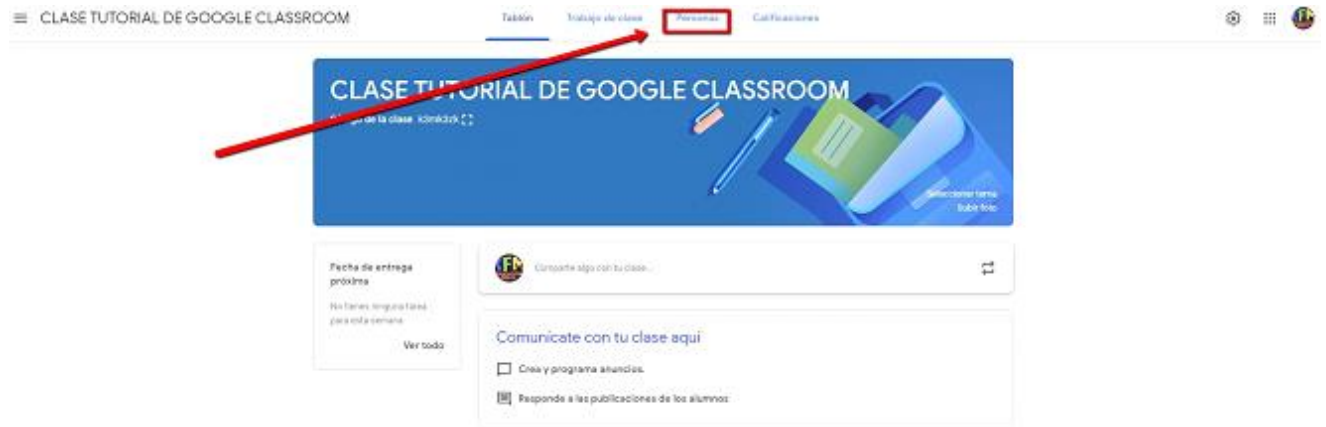 CLASE TUTORIAL DE GOOGLE CLASSROOM
Tablón Trabajo de clase Personas Calificaciones
CLASE TUTORIAL DE GOOGLE CLASSROOM
de la clase
Seleccionar tema
Subir foto
Fecha de entrega
próxima
No tienes ninguna tarea
para esta semana
Ver todo
Comparte algo con tu clase...
Comunícate con tu clase aquí
Crea y programa anuncios.
Responde a las publicaciones de los alumnos